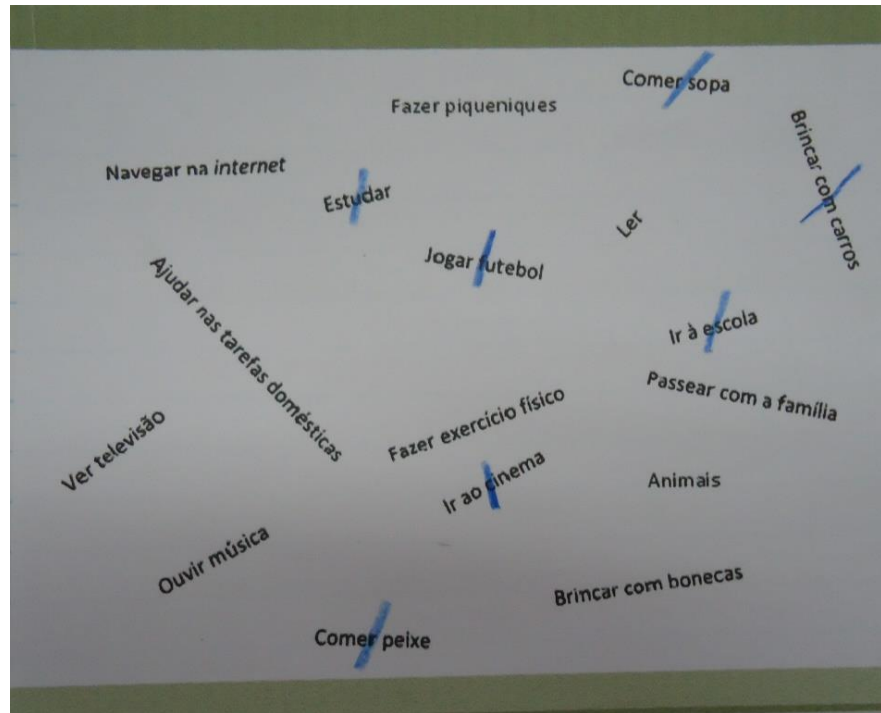 Comer sopa
Fazer piqueniques
Brincar com carros
Navegar na internet
Estudar
Ler
Jogar futebol
Ajudar nas tarefas domésticas
Ir à escola
Passear com a família
Fazer exercício físico
Ver televisão
Ir ao cinema
Animais
Ouvir música
Brincar com bonecas
Comer peixe